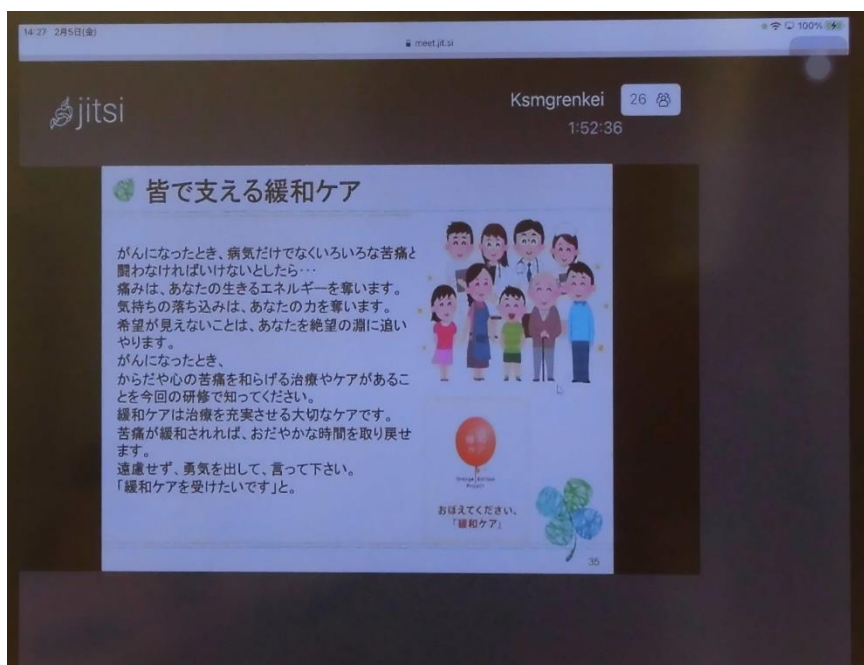 14:27 2月5日(金)
100%
meet.jit.si
jitsi
Ksmgrenkei
26
1:52:36
皆で支える緩和ケア
がんになったとき、病気だけでなくいろいろな苦痛と
闘わなければいけないとしたら…
痛みは、あなたの生きるエネルギーを奪います。
気持ちの落ち込みは、あなたの力を奪います。
希望が見えないことは、あなたを絶望の淵に追い
やります。
がんになったとき、
からだや心の苦痛を和らげる治療やケアがあるこ
とを今回の研修で知ってください。
緩和ケアは治療を充実させる大切なケアです。
苦痛が緩和されれば、おだやかな時間を取り戻せ
ます。
遠慮せず、勇気を出して、言って下さい。
「緩和ケアを受けたいです」と。
Orange Balloon
Project
おぼえてください、
「緩和ケア」
35